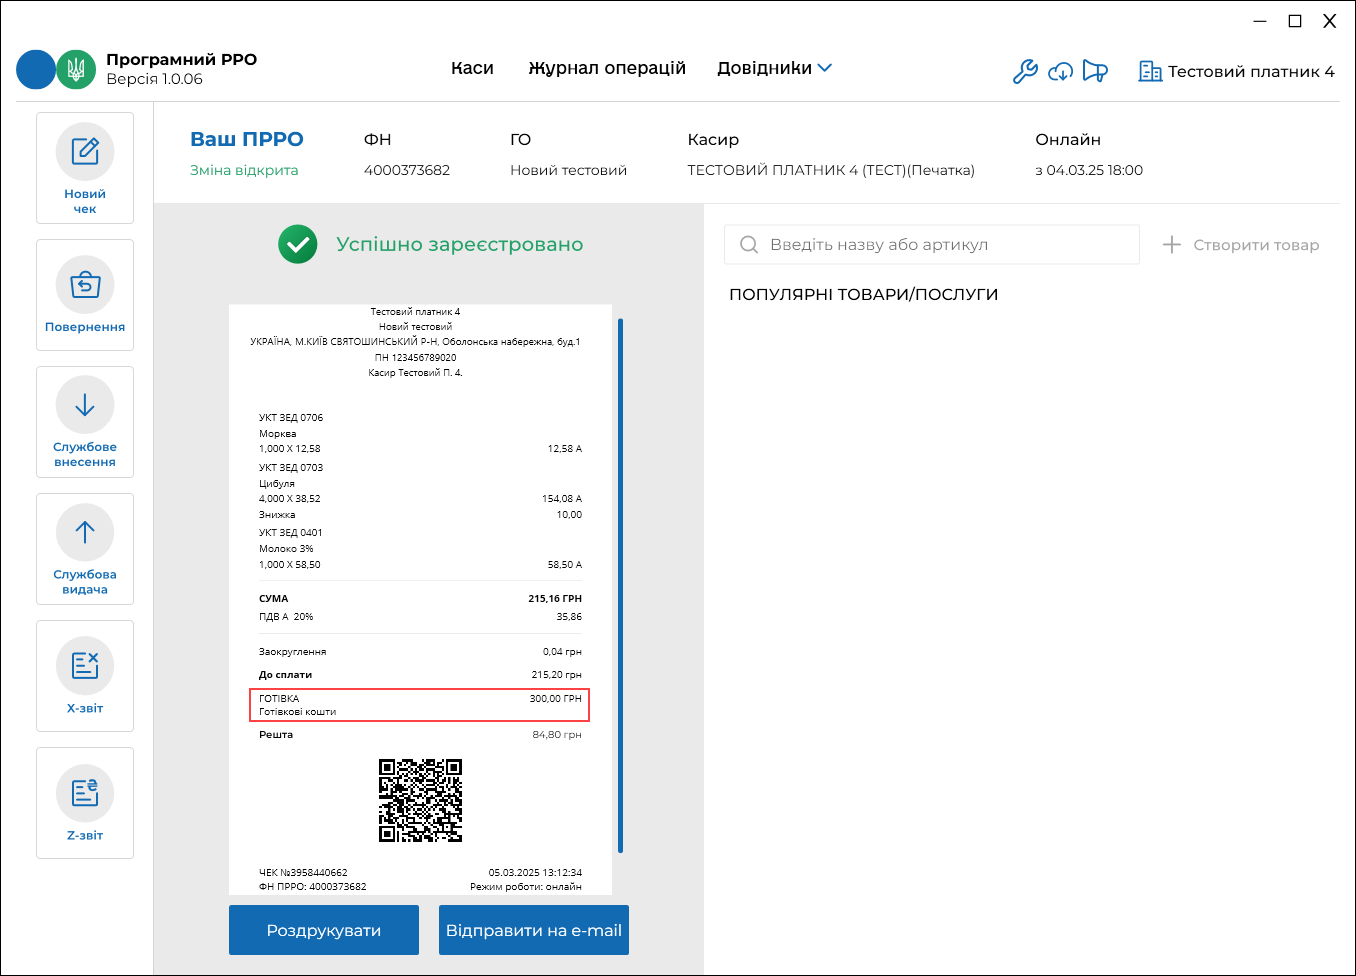 Програмний РРО
Версія 1.0.06
Каси
Журнал операцій
Довідники
Тестовий платник 4
Новий
чек
Повернення
Службове
внесення
Службова
видача
X-звіт
Z-звіт
Ваш ПРРО
Зміна відкрита
ФН
4000373682
ГО
Новий тестовий
Касир
ТЕСТОВИЙ ПЛАТНИК 4 (ТЕСТ)(Печатка)
Онлайн
з 04.03.25 18:00
Успішно зареєстровано
Тестовий платник 4
Новий тестовий
УКРАЇНА, М.КИЇВ СВЯТОШИНСЬКИЙ Р-Н, Оболонська набережна, буд.1
ПН 123456789020
Касир Тестовий П. 4.
УКТ ЗЕД 0706
Морква
1,000 X 12,58 12,58 А
УКТ ЗЕД 0703
Цибуля
4,000 X 38,52 154,08 А
Знижка 10,00
УКТ ЗЕД 0401
Молоко 3%
1,000 X 58,50 58,50 А
СУМА 215,16 ГРН
ПДВ А 20% 35,86
Заокруглення 0,04 грн
До сплати 215,20 грн
ГОТІВКА 300,00 ГРН
Готівкові кошти
Решта 84,80 грн
ЧЕК №3958440662 05.03.2025 13:12:34
ФН ПРРО: 4000373682 Режим роботи: онлайн
Роздрукувати
Відправити на e-mail
Введіть назву або артикул
Створити товар
ПОПУЛЯРНІ ТОВАРИ/ПОСЛУГИ